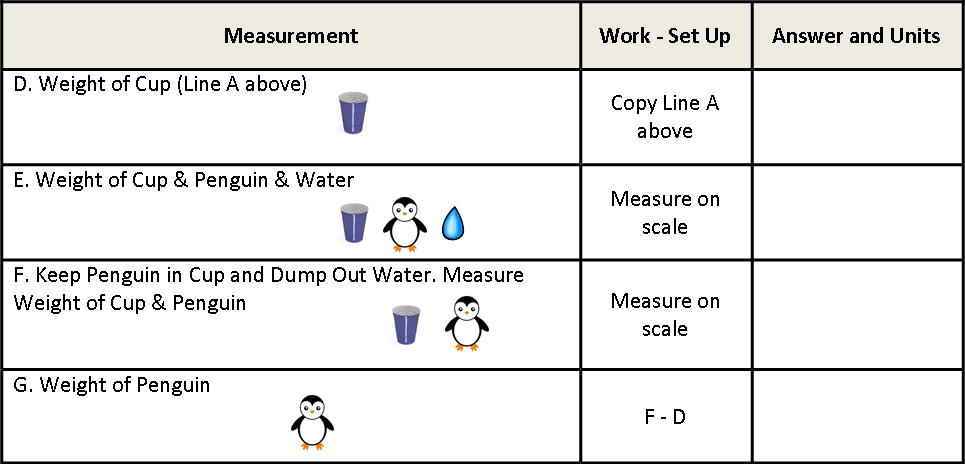 Measurement
Work - Set Up
Answer and Units
D. Weight of Cup (Line A above)
Copy Line A
above
E. Weight of Cup & Penguin & Water
Measure on
scale
F. Keep Penguin in Cup and Dump Out Water. Measure
Weight of Cup & Penguin
Measure on
scale
G. Weight of Penguin
F - D